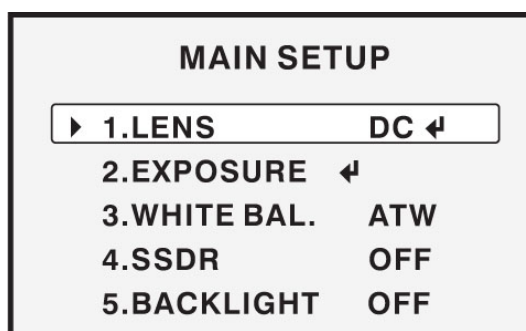 MAIN SETUP
1.LENS DC ↲
2.EXPOSURE ↲
3.WHITE BAL. ATW
4.SSDR OFF
5.BACKLIGHT OFF